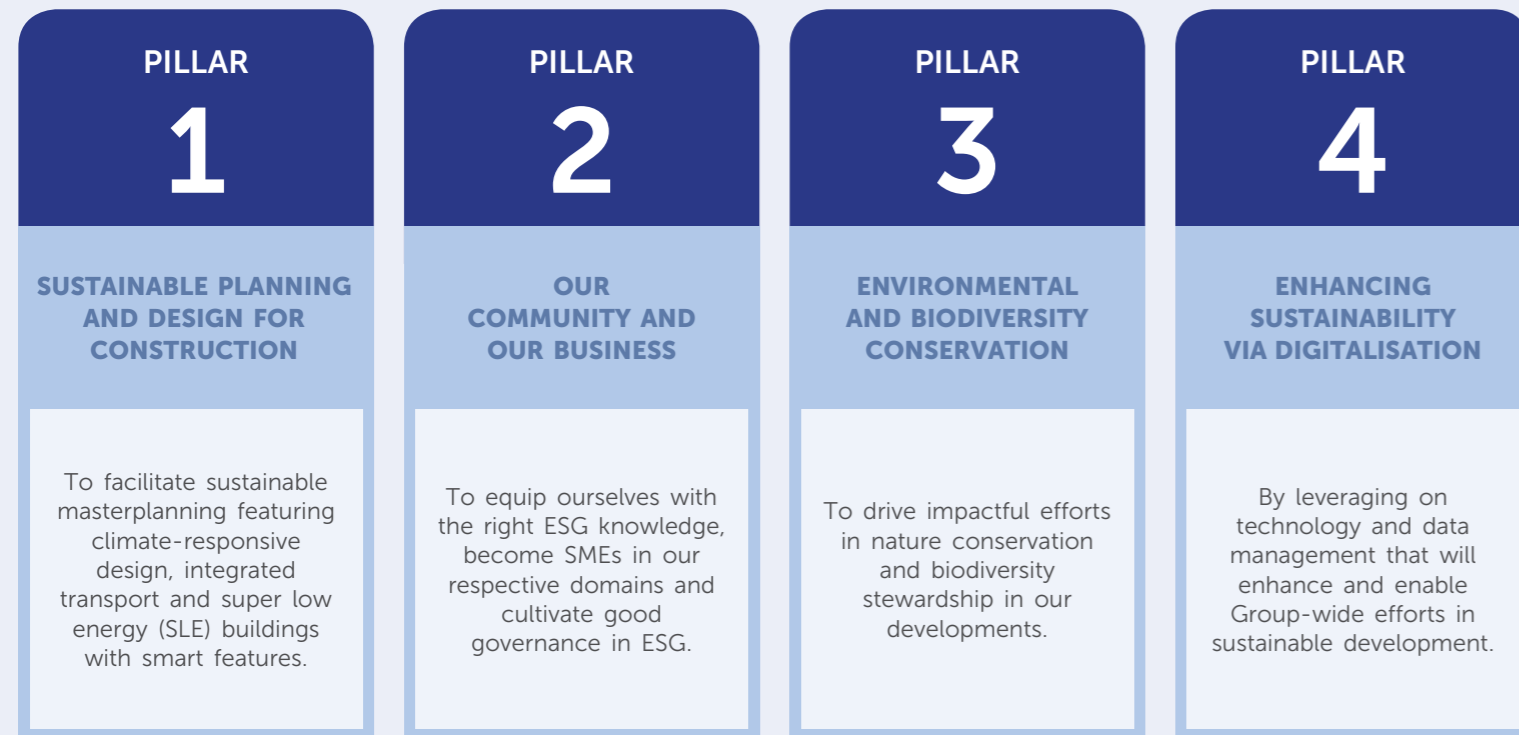 PILLAR
1
SUSTAINABLE PLANNING
AND DESIGN FOR
CONSTRUCTION
To facilitate sustainable
masterplanning featuring
climate-responsive
design, integrated
transport and super low
energy (SLE) buildings
with smart features.
PILLAR
2
OUR
COMMUNITY AND
OUR BUSINESS
To equip ourselves with
the right ESG knowledge,
become SMEs in our
respective domains and
cultivate good
governance in ESG.
PILLAR
3
ENVIRONMENTAL
AND BIODIVERSITY
CONSERVATION
To drive impactful efforts
in nature conservation
and biodiversity
stewardship in our
developments.
PILLAR
4
ENHANCING
SUSTAINABILITY
VIA DIGITALISATION
By leveraging on
technology and data
management that will
enhance and enable
Group-wide efforts in
sustainable development.